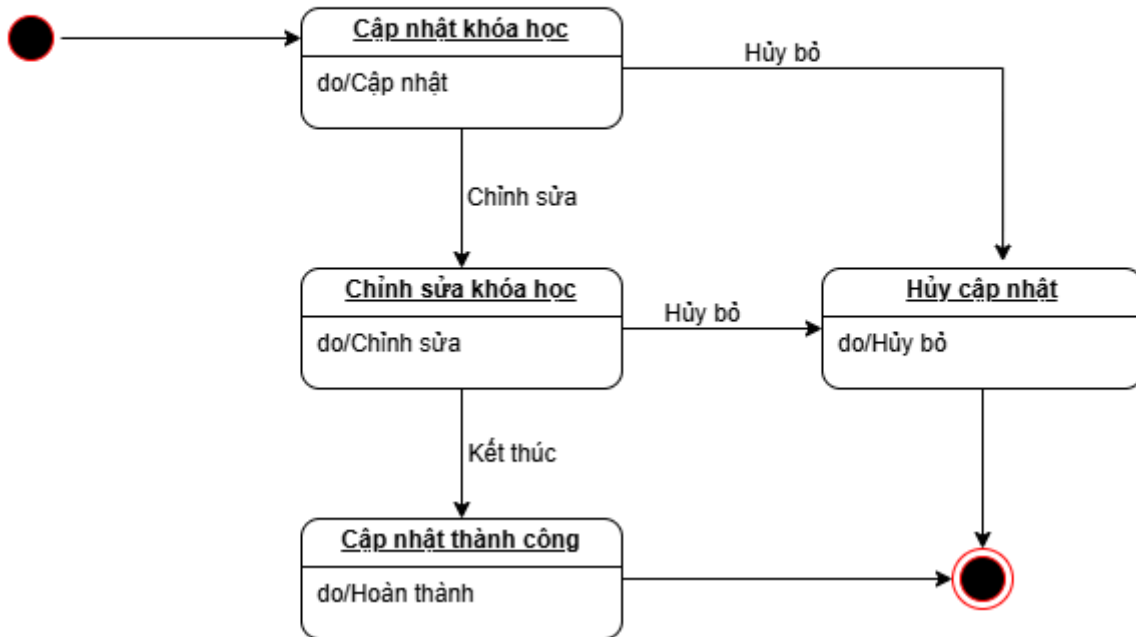 Cập nhật khóa học
do/Cập nhật
Hủy bỏ
Chỉnh sửa
Chỉnh sửa khóa học
do/Chỉnh sửa
Hủy bỏ
Hủy cập nhật
do/Hủy bỏ
Kết thúc
Cập nhật thành công
do/Hoàn thành